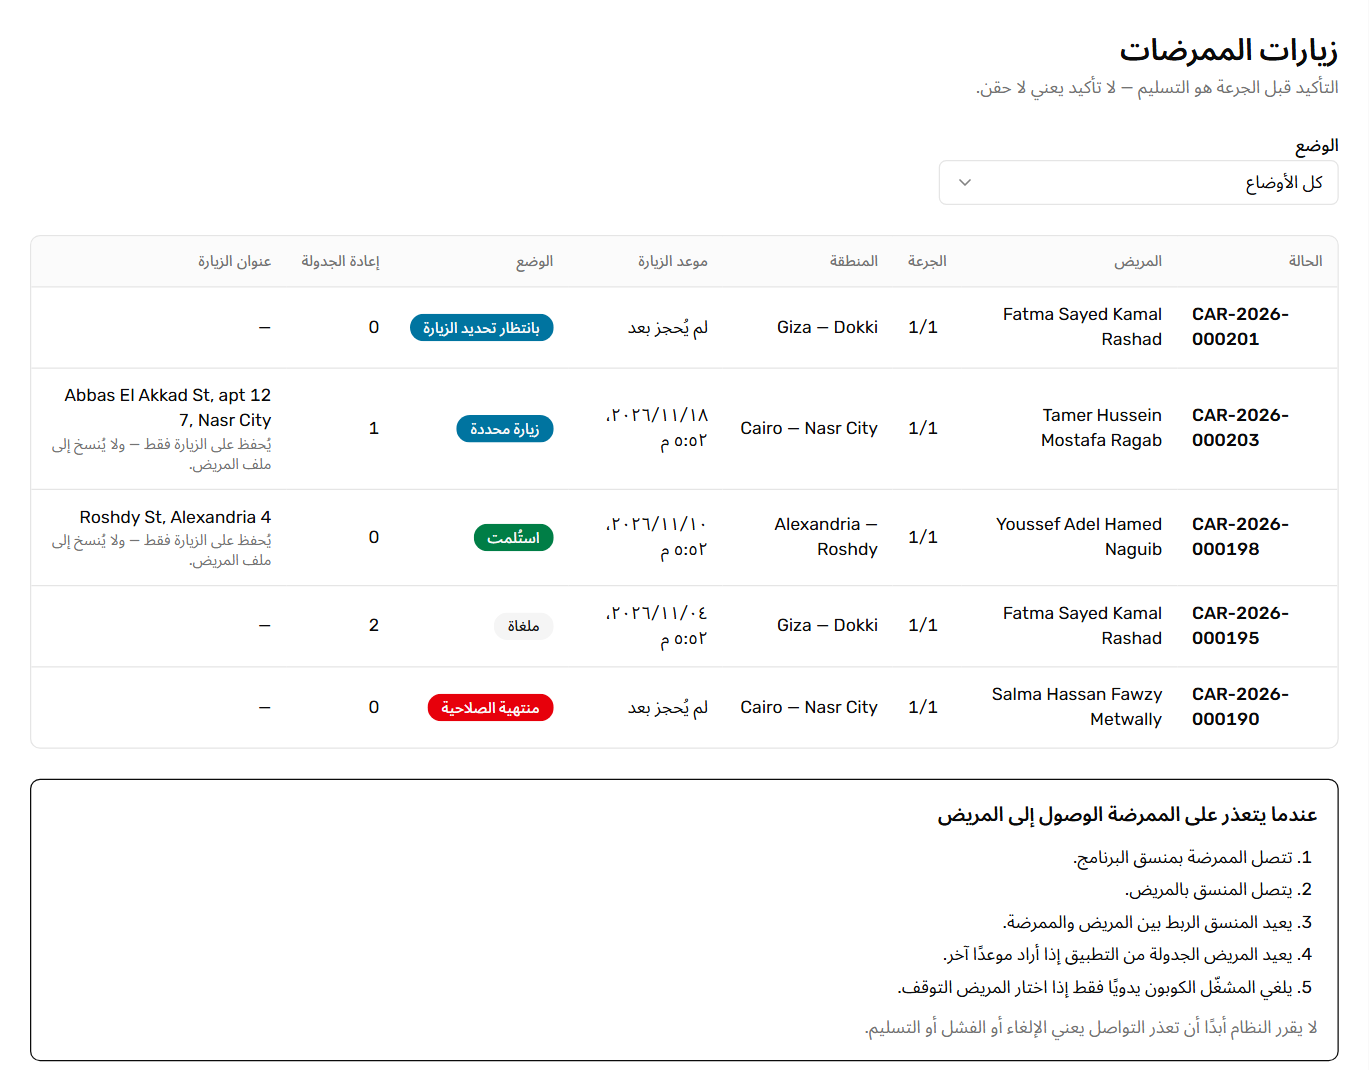 زيارات الممرضات
التأكيد قبل الجرعة هو التسليم — لا تأكيد يعني لا حقن.
الوضع
كل الأوضاع
الحالة المريض الجرعة المنطقة موعد الزيارة الوضع إعادة الجدولة عنوان الزيارة
CAR-2026-000201 Fatma Sayed Kamal Rashad 1/1 Giza — Dokki لم يُحجز بعد بانتظار تحديد الزيارة 0 —
CAR-2026-000203 Tamer Hussein Mostafa Ragab 1/1 Cairo — Nasr City ٢٠٢٦/١١/١٨، ٥:٥٢ م زيارة محددة 1 Abbas El Akkad St, apt 12
7, Nasr City
يُحفظ على الزيارة فقط — ولا يُنسخ إلى
ملف المريض.
CAR-2026-000198 Youssef Adel Hamed Naguib 1/1 Alexandria — Roshdy ٢٠٢٦/١١/١٠، ٥:٥٢ م استُلمت 0 Roshdy St, Alexandria 4
يُحفظ على الزيارة فقط — ولا يُنسخ إلى
ملف المريض.
CAR-2026-000195 Fatma Sayed Kamal Rashad 1/1 Giza — Dokki ٢٠٢٦/١١/٠٤، ٥:٥٢ م ملغاة 2 —
CAR-2026-000190 Salma Hassan Fawzy Metwally 1/1 Cairo — Nasr City لم يُحجز بعد منتهية الصلاحية 0 —
عندما يتعذر على الممرضة الوصول إلى المريض
1. تتصل الممرضة بمنسق البرنامج.
2. يتصل المنسق بالمريض.
3. يعيد المنسق الربط بين المريض والممرضة.
4. يعيد المريض الجدولة من التطبيق إذا أراد موعدًا آخر.
5. يلغي المشغّل الكوبون يدويًا فقط إذا اختار المريض التوقف.
لا يقرر النظام أبدًا أن تعذر التواصل يعني الإلغاء أو الفشل أو التسليم.